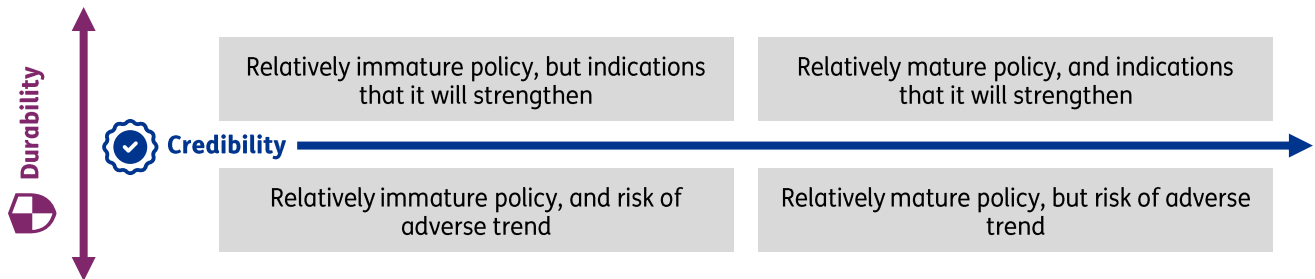 Durability
Relatively immature policy, but indications
that it will strengthen
Relatively mature policy, and indications
that it will strengthen
Credibility
Relatively immature policy, and risk of
adverse trend
Relatively mature policy, but risk of adverse
trend